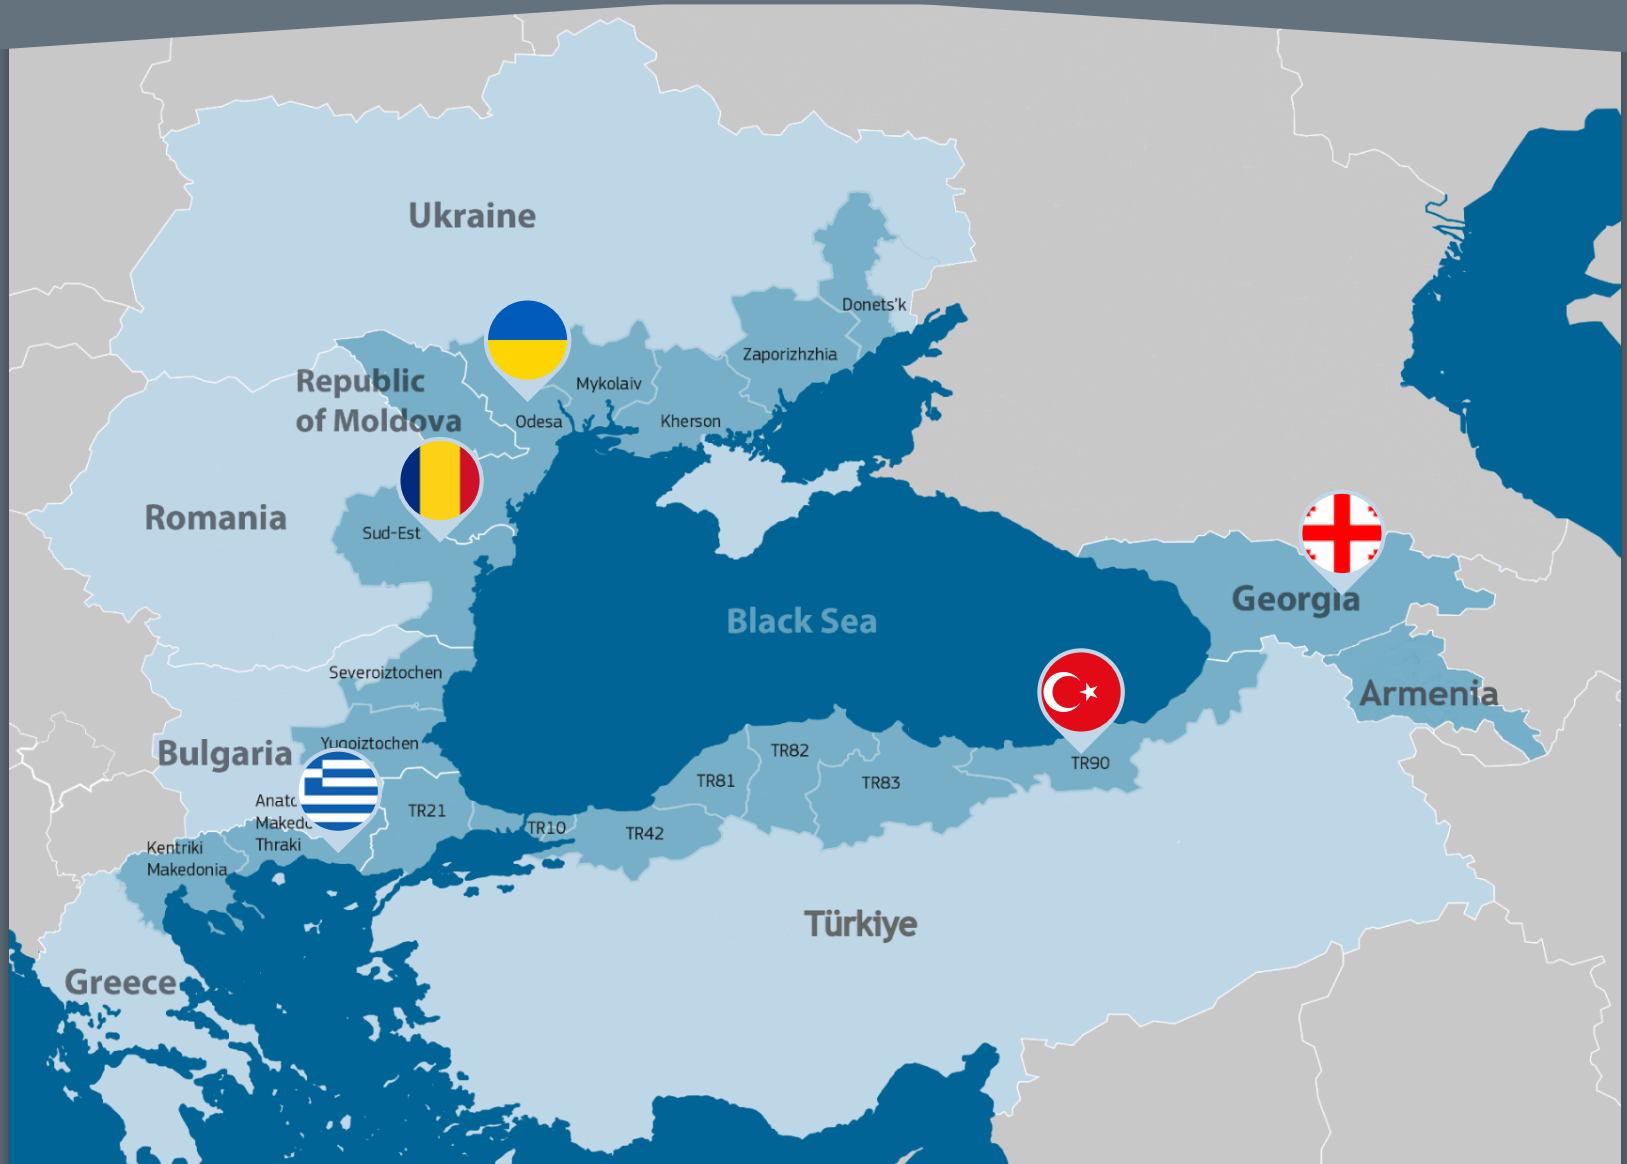 Ukraine
Donets'k
Zaporizhzhia
Republic
of Moldova
Mykolaiv
Odesa
Kherson
Romania
Sud-Est
Black Sea
Georgia
Severoiztochen
Armenia
Bulgaria
Yugoiztochen
TR82
TR90
TR81
TR83
TR21
TR10
TR42
Thraki
Kentriki
Makedonia
Türkiye
Greece